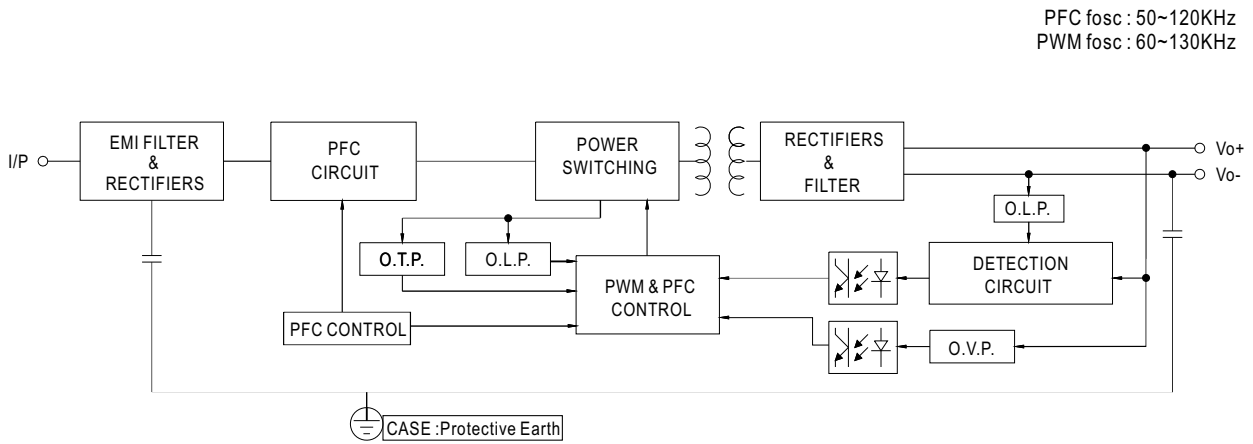 PFC fosc : 50~120KHz
PWM fosc : 60~130KHz
I/P
EMI FILTER
&
RECTIFIERS
PFC
CIRCUIT
POWER
SWITCHING
RECTIFIERS
&
FILTER
Vo+
Vo-
O.L.P.
O.T.P.
O.L.P.
PWM & PFC
CONTROL
DETECTION
CIRCUIT
PFC CONTROL
O.V.P.
CASE :Protective Earth